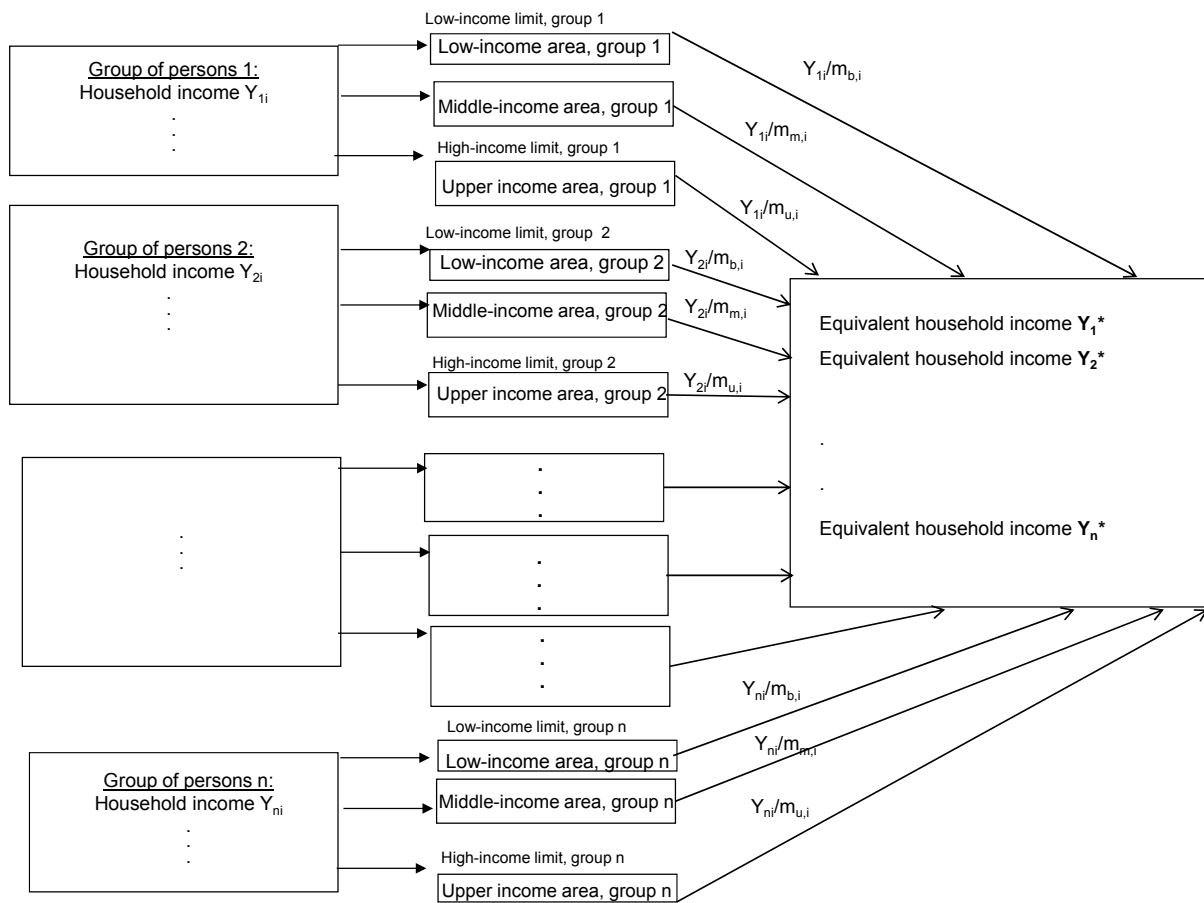 Low-income limit, group 1
Low-income area, group 1
Group of persons 1:
Household income Y1i
.
.
.
Middle-income area, group 1
High-income limit, group 1
Upper income area, group 1
Y1i/mb,i
Y1i/mm,i
Y1i/mu,i
Low-income limit, group 2
Low-income area, group 2
Group of persons 2:
Household income Y2i
.
.
.
Middle-income area, group 2
High-income limit, group 2
Upper income area, group 2
Y2i/mb,i
Y2i/mm,i
Y2i/mu,i
Equivalent household income Y1*
Equivalent household income Y2*
.
.
Equivalent household income Yn*
.
.
.
.
.
.
.
.
.
.
.
.
Low-income limit, group n
Low-income area, group n
Group of persons n:
Household income Yni
.
.
.
Middle-income area, group n
High-income limit, group n
Upper income area, group n
Yni/mb,i
Yni/mm,i
Yni/mu,i